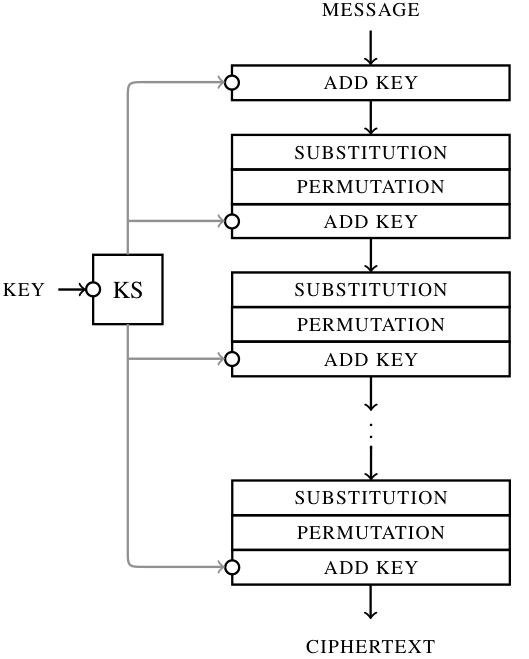 MESSAGE
ADD KEY
SUBSTITUTION
PERMUTATION
ADD KEY
KEY
KS
SUBSTITUTION
PERMUTATION
ADD KEY
SUBSTITUTION
PERMUTATION
ADD KEY
CIPHERTEXT